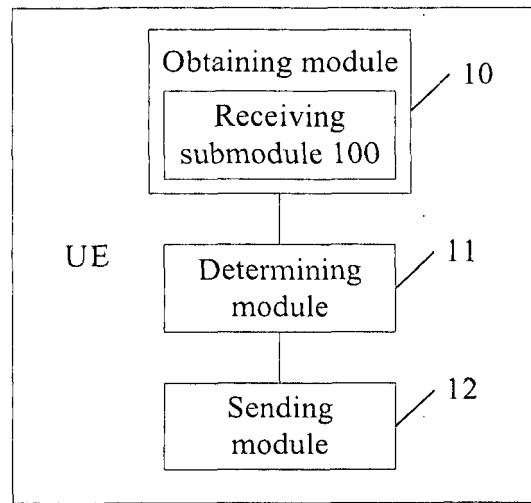 Obtaining module
10
Receiving
submodule 100
UE
11
Determining
module
12
Sending
module